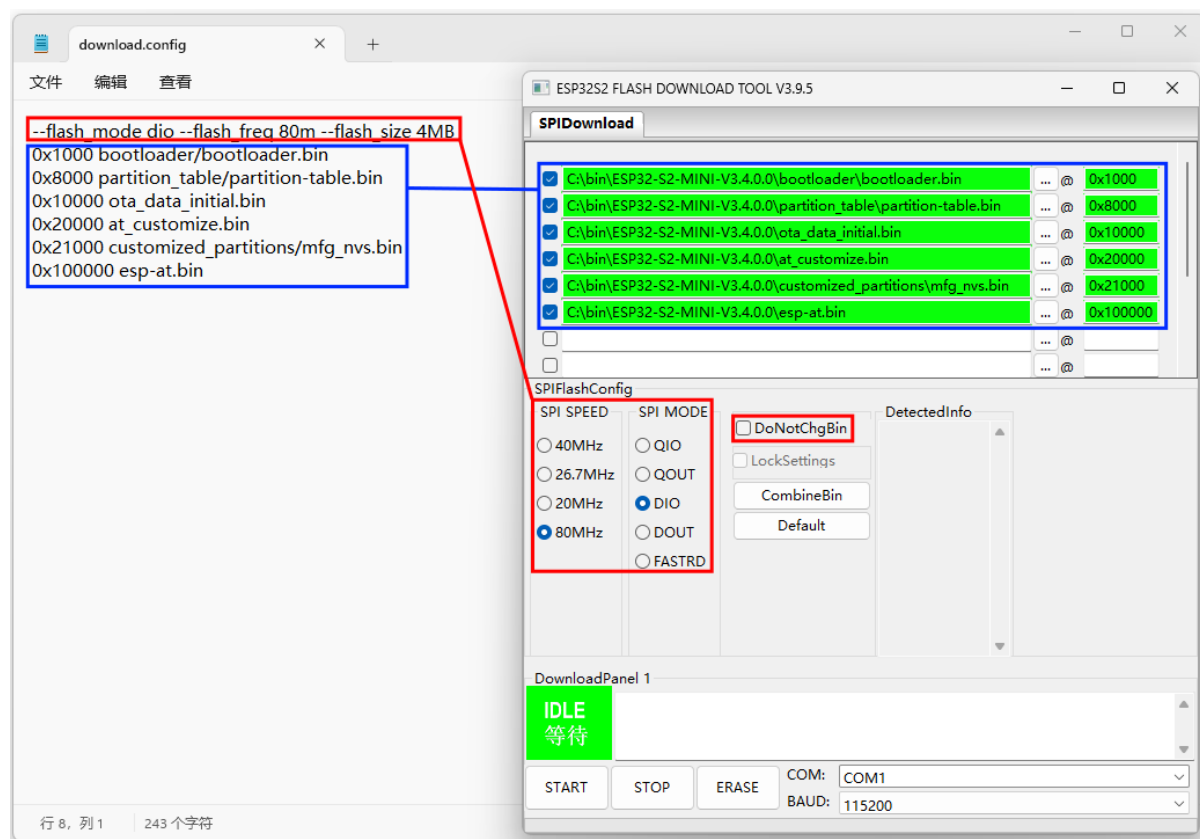 download.config
文件 编辑 查看
--flash_mode dio --flash_freq 80m --flash_size 4MB
0x1000 bootloader/bootloader.bin
0x8000 partition_table/partition-table.bin
0x10000 ota_data_initial.bin
0x20000 at_customize.bin
0x21000 customized_partitions/mfg_nvs.bin
0x100000 esp-at.bin
行 8, 列 1 243 个字符
ESP32S2 FLASH DOWNLOAD TOOL V3.9.5
SPIDownload
C:\bin\ESP32-S2-MINI-V3.4.0.0\bootloader\bootloader.bin ... @ 0x1000
C:\bin\ESP32-S2-MINI-V3.4.0.0\partition_table\partition-table.bin ... @ 0x8000
C:\bin\ESP32-S2-MINI-V3.4.0.0\ota_data_initial.bin ... @ 0x10000
C:\bin\ESP32-S2-MINI-V3.4.0.0\at_customize.bin ... @ 0x20000
C:\bin\ESP32-S2-MINI-V3.4.0.0\customized_partitions\mfg_nvs.bin ... @ 0x21000
C:\bin\ESP32-S2-MINI-V3.4.0.0\esp-at.bin ... @ 0x100000
... @
... @
SPIFlashConfig
SPI SPEED SPI MODE DetectedInfo
DoNotChgBin
40MHz QIO
LockSettings
26.7MHz QOUT
CombineBin
20MHz DIO
Default
80MHz DOUT
FASTRD
DownloadPanel 1
IDLE
等待
START STOP ERASE
COM: COM1
BAUD: 115200